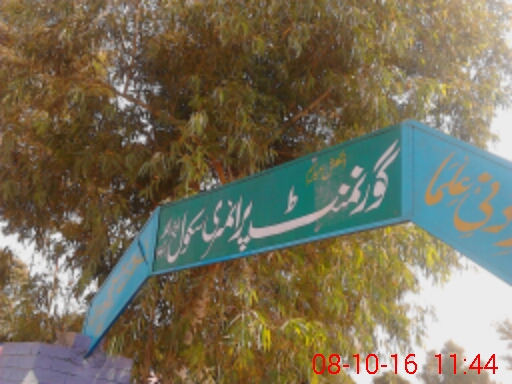 رَبِّ زِدْنِي عِلْمًا
گورنمنٹ پرائمری سکول
08-10-16 11:44